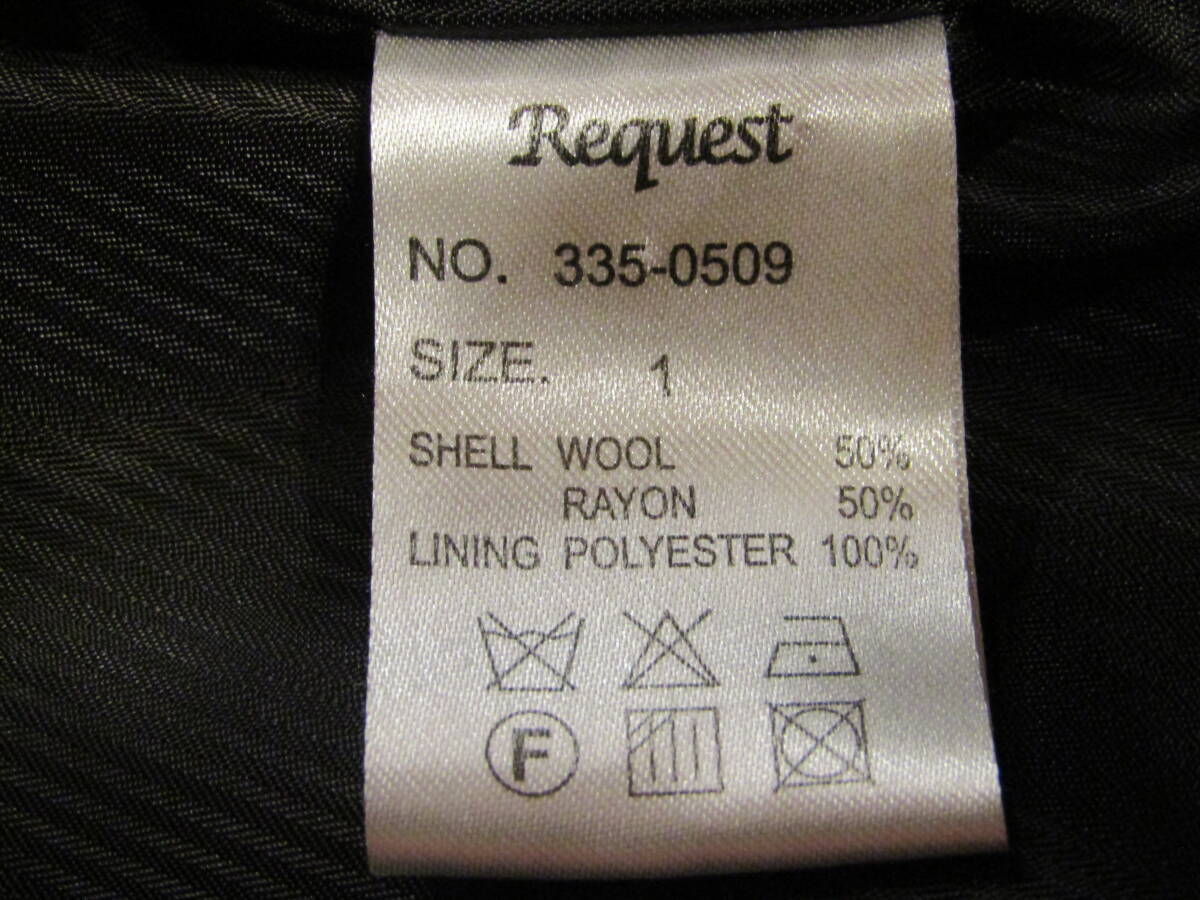 Request
NO. 335-0509
SIZE. 1
SHELL WOOL 50%
RAYON 50%
LINING POLYESTER 100%
F